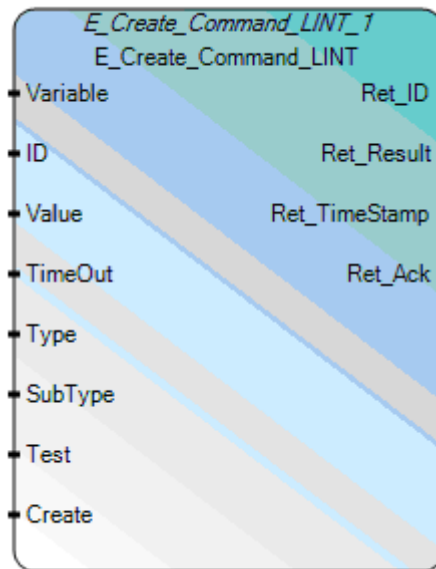 E_Create_Command_LINT_1
E_Create_Command_LINT
Variable Ret_ID
ID Ret_Result
Value Ret_TimeStamp
TimeOut Ret_Ack
Type
SubType
Test
Create